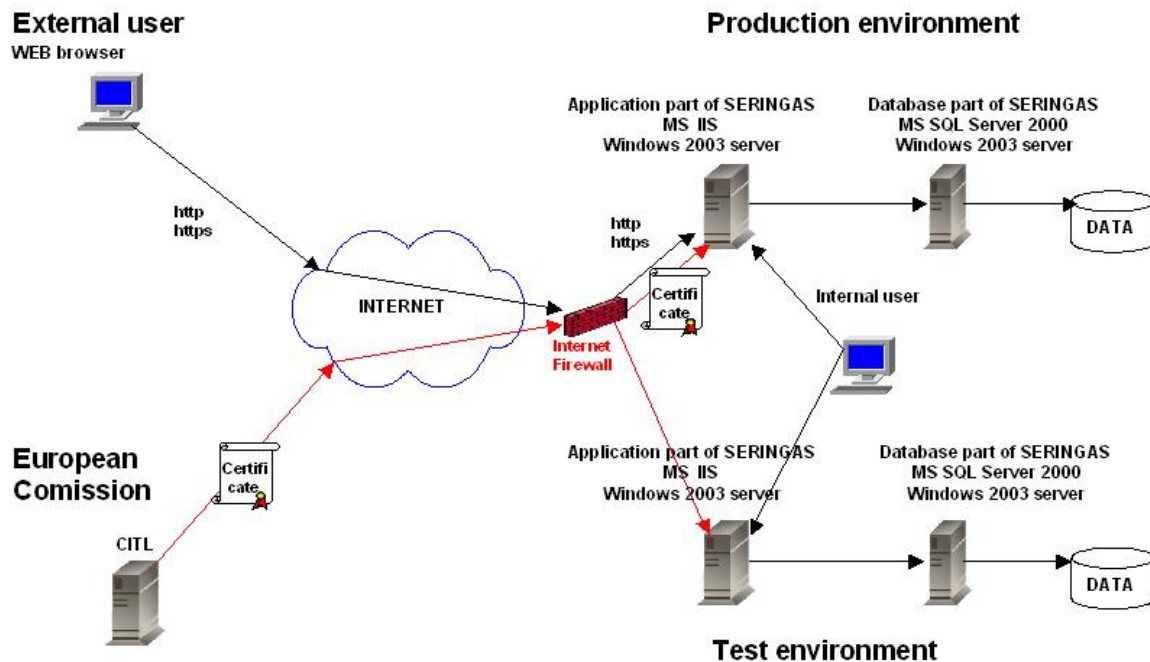 External user
WEB browser
Production environment
Application part of SERINGAS
MS IIS
Windows 2003 server
Database part of SERINGAS
MS SQL Server 2000
Windows 2003 server
http
https
http
https
DATA
INTERNET
Certifi
cate
Internal user
Internet
Firewall
European
Comission
Certifi
cate
CITL
Application part of SERINGAS
MS IIS
Windows 2003 server
Database part of SERINGAS
MS SQL Server 2000
Windows 2003 server
DATA
Test environment